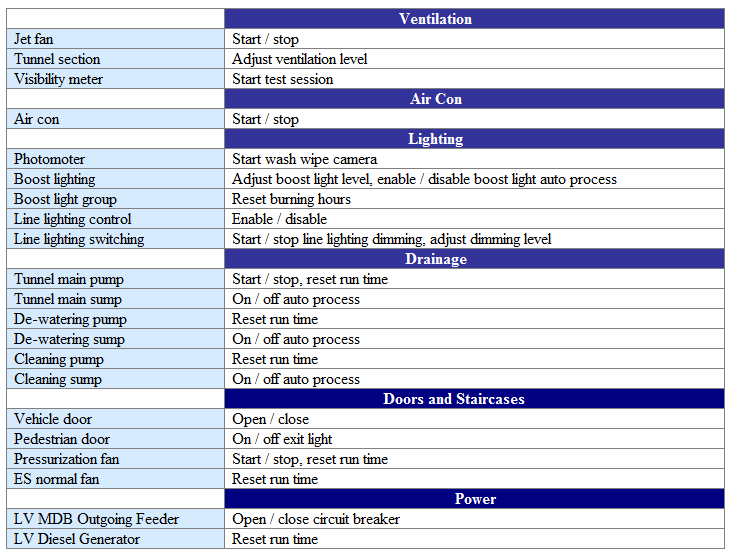 Ventilation
Jet fan Start / stop
Tunnel section Adjust ventilation level
Visibility meter Start test session
Air Con
Air con Start / stop
Lighting
Photomoter Start wash wipe camera
Boost lighting Adjust boost light level, enable / disable boost light auto process
Boost light group Reset burning hours
Line lighting control Enable / disable
Line lighting switching Start / stop line lighting dimming, adjust dimming level
Drainage
Tunnel main pump Start / stop, reset run time
Tunnel main sump On / off auto process
De-watering pump Reset run time
De-watering sump On / off auto process
Cleaning pump Reset run time
Cleaning sump On / off auto process
Doors and Staircases
Vehicle door Open / close
Pedestrian door On / off exit light
Pressurization fan Start / stop, reset run time
ES normal fan Reset run time
Power
LV MDB Outgoing Feeder Open / close circuit breaker
LV Diesel Generator Reset run time